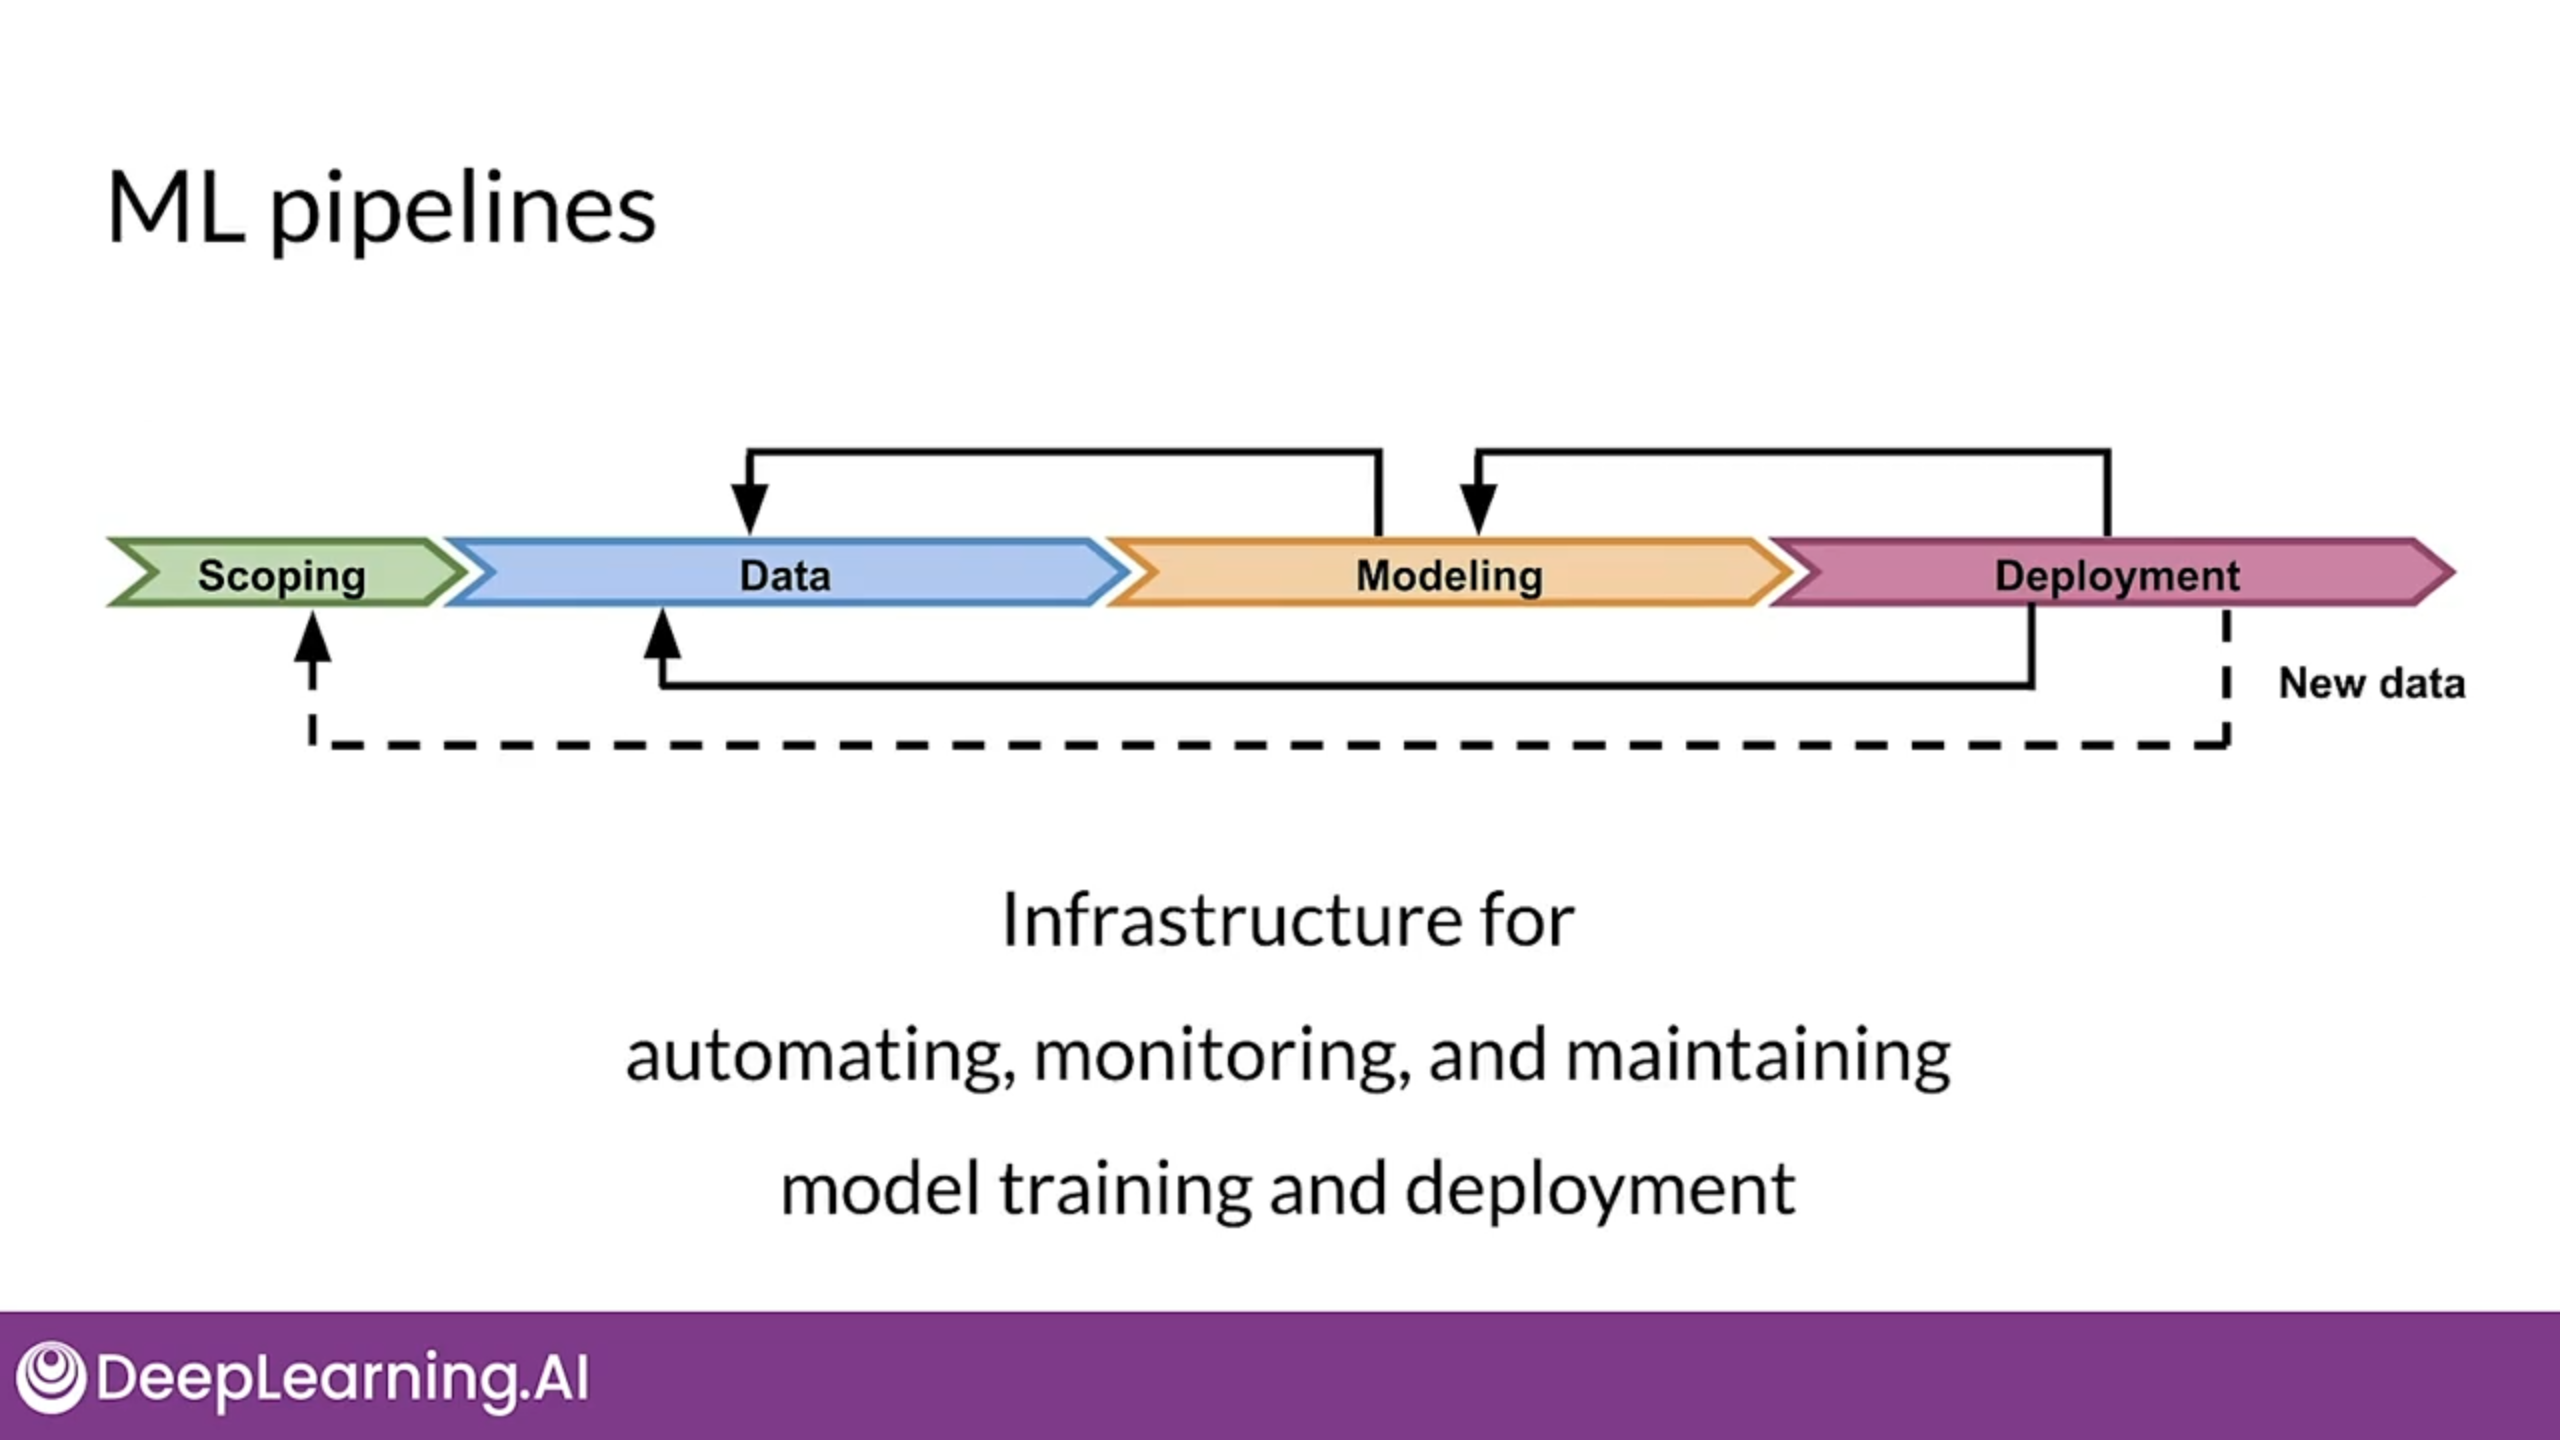 ML pipelines
Scoping
Data
Modeling
Deployment
New data
Infrastructure for
automating, monitoring, and maintaining
model training and deployment
DeepLearning.AI